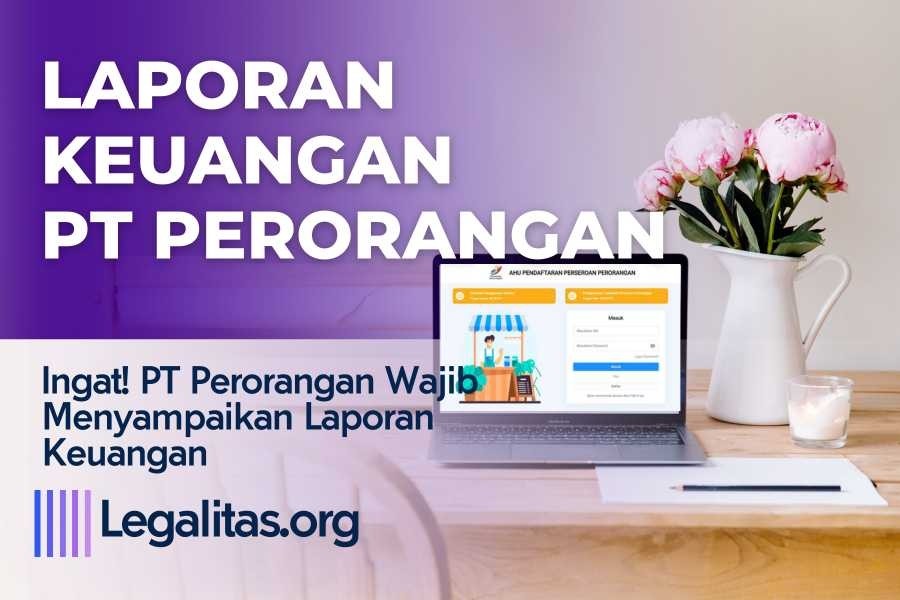 LAPORAN
KEUANGAN
PT PERORANGAN
AHU PENDAFTARAN PERSEROAN PERORANGAN
Masuk
Ingat! PT Perorangan Wajib
Menyampaikan Laporan
Keuangan
Legalitas.org